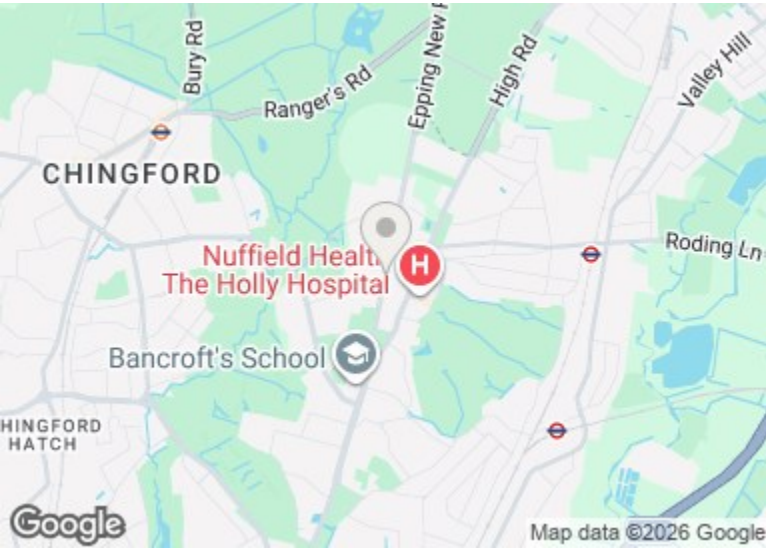 Bury Rd
Ranger's Rd
Epping New
High Rd
Valley Hill
CHINGFORD
Nuffield Healt
The Holly Hospital
H
Roding Ln
Bancroft's School
HINGFORD
HATCH
Google
Map data ©2026 Google